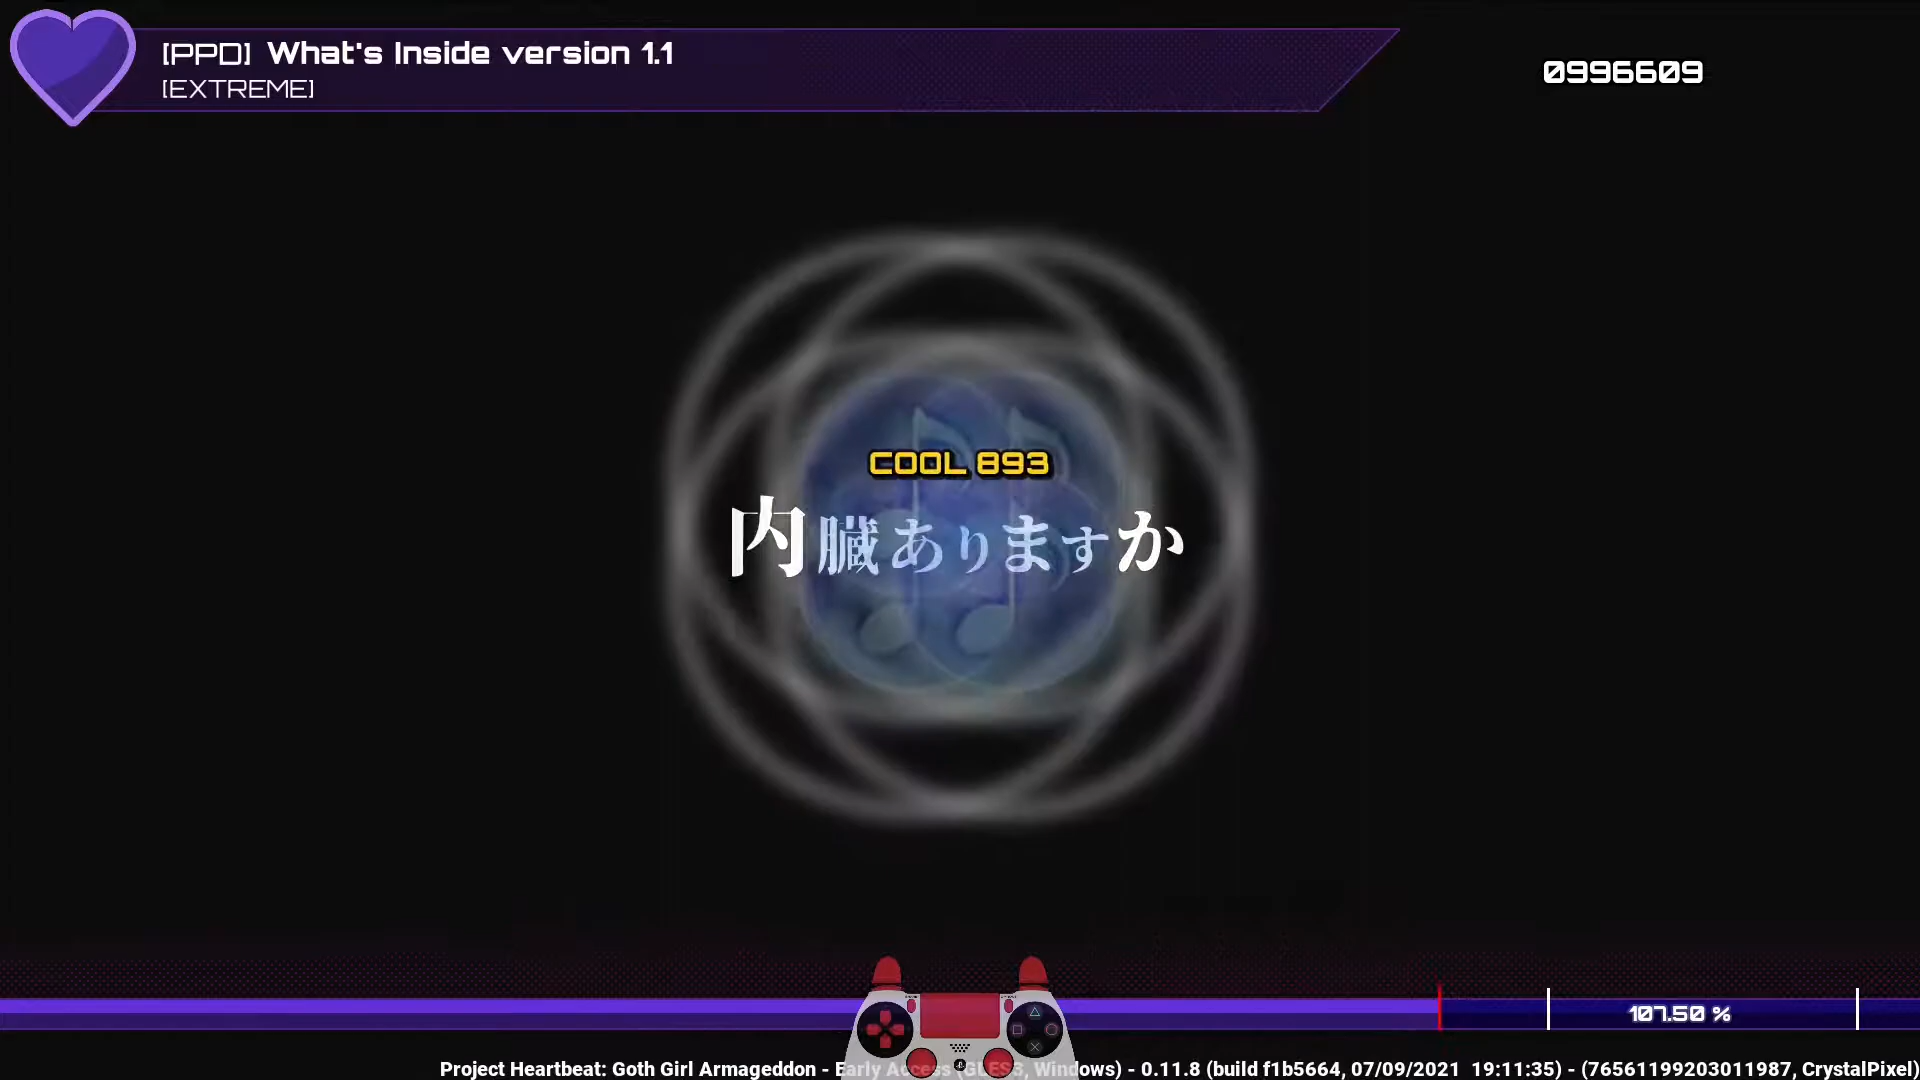 [PPD] What's Inside version 1.1
[EXTREME]
0996609
COOL 893
内臓ありますか
107.50 %
Project Heartbeat: Goth Girl Armageddon - Early Access (GLES3, Windows) - 0.11.8 (build f1b5664, 07/09/2021 19:11:35) - (76561199203011987, CrystalPixel)